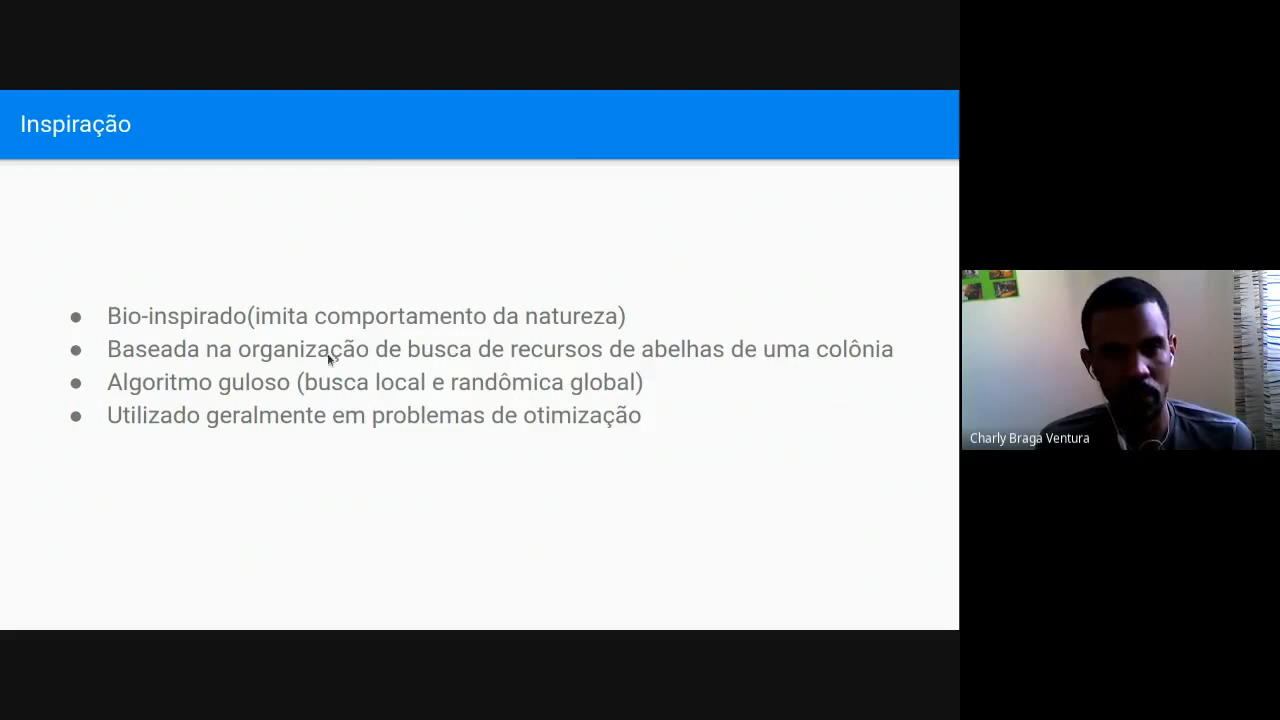 Inspiração
● Bio-inspirado(imita comportamento da natureza)
● Baseada na organização de busca de recursos de abelhas de uma colônia
● Algoritmo guloso (busca local e randômica global)
● Utilizado geralmente em problemas de otimização
Charly Braga Ventura